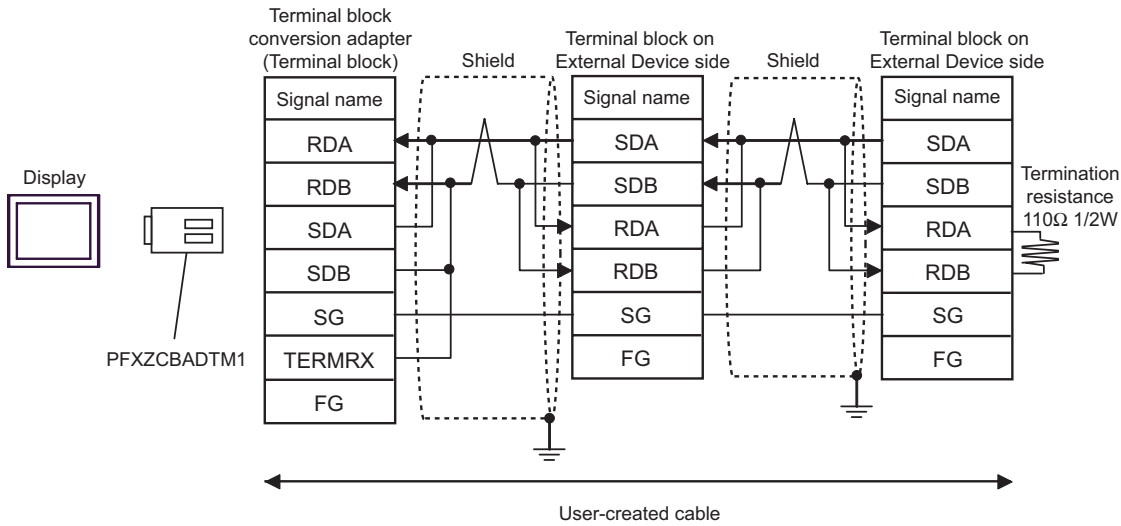 Terminal block
conversion adapter
(Terminal block)
Shield
Terminal block on
External Device side
Shield
Terminal block on
External Device side
Display
PFXZCBADTM1
Signal name
RDA
RDB
SDA
SDB
SG
TERMRX
FG
Signal name
SDA
SDB
RDA
RDB
SG
FG
Signal name
SDA
SDB
RDA
RDB
SG
FG
Termination
resistance
110Ω 1/2W
User-created cable